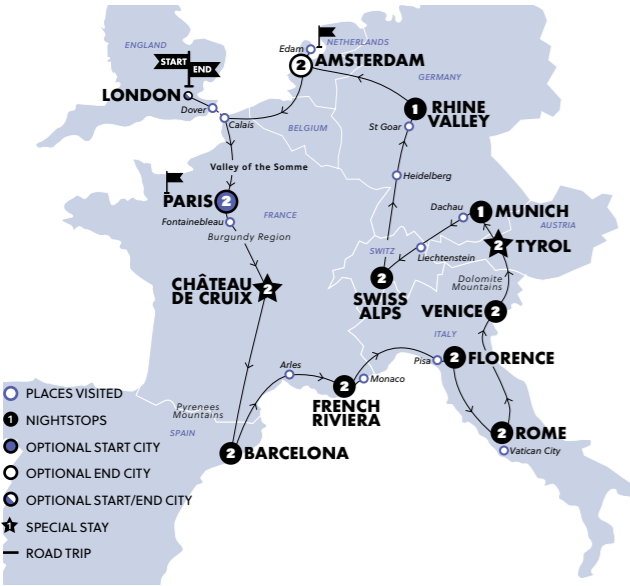 ENGLAND
Edam
NETHERLANDS
START
END
2
AMSTERDAM
GERMANY
LONDON
Dover
Calais
BELGIUM
1
RHINE
VALLEY
St Goar
Valley of the Somme
Heidelberg
PARIS
2
Fontainebleau
FRANCE
Burgundy Region
Dachau
1
MUNICH
AUSTRIA
2
TYROL
SWITZ
Liechtenstein
CHÂTEAU
DE CRUIX
2
2
SWISS
ALPS
Dolomite
Mountains
VENICE
2
ITALY
Pisa
2
FLORENCE
Arles
2
Monaco
FRENCH
RIVIERA
Pyrenees
Mountains
SPAIN
2
BARCELONA
2
ROME
Vatican City
PLACES VISITED
1
NIGHTSTOPS
OPTIONAL START CITY
OPTIONAL END CITY
OPTIONAL START/END CITY
1
SPECIAL STAY
ROAD TRIP